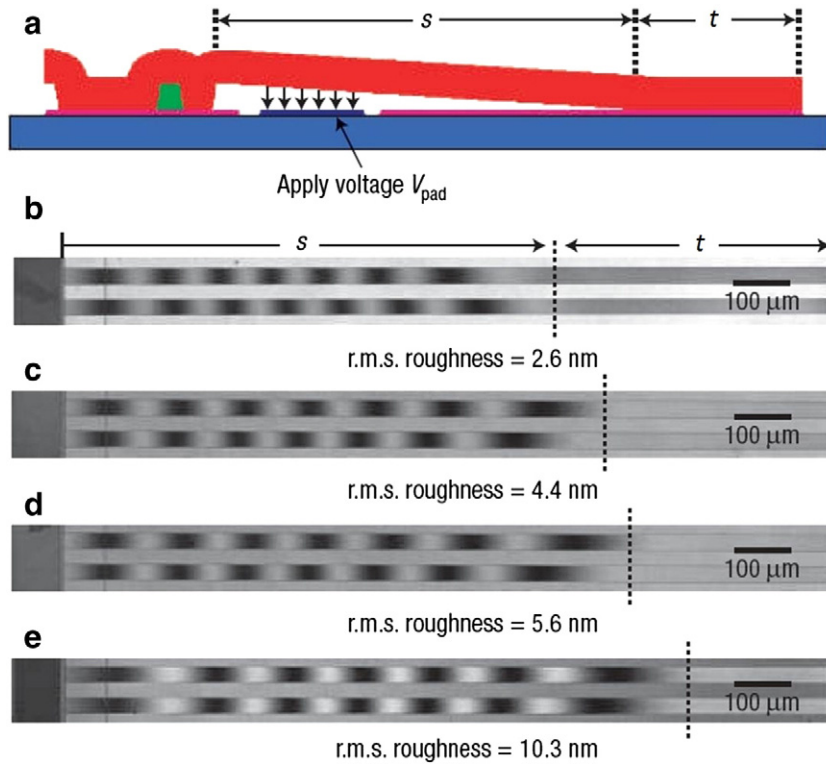 a
s
t
Apply voltage Vpad
b
s
t
100 µm
r.m.s. roughness = 2.6 nm
c
100 µm
r.m.s. roughness = 4.4 nm
d
100 µm
r.m.s. roughness = 5.6 nm
e
100 µm
r.m.s. roughness = 10.3 nm